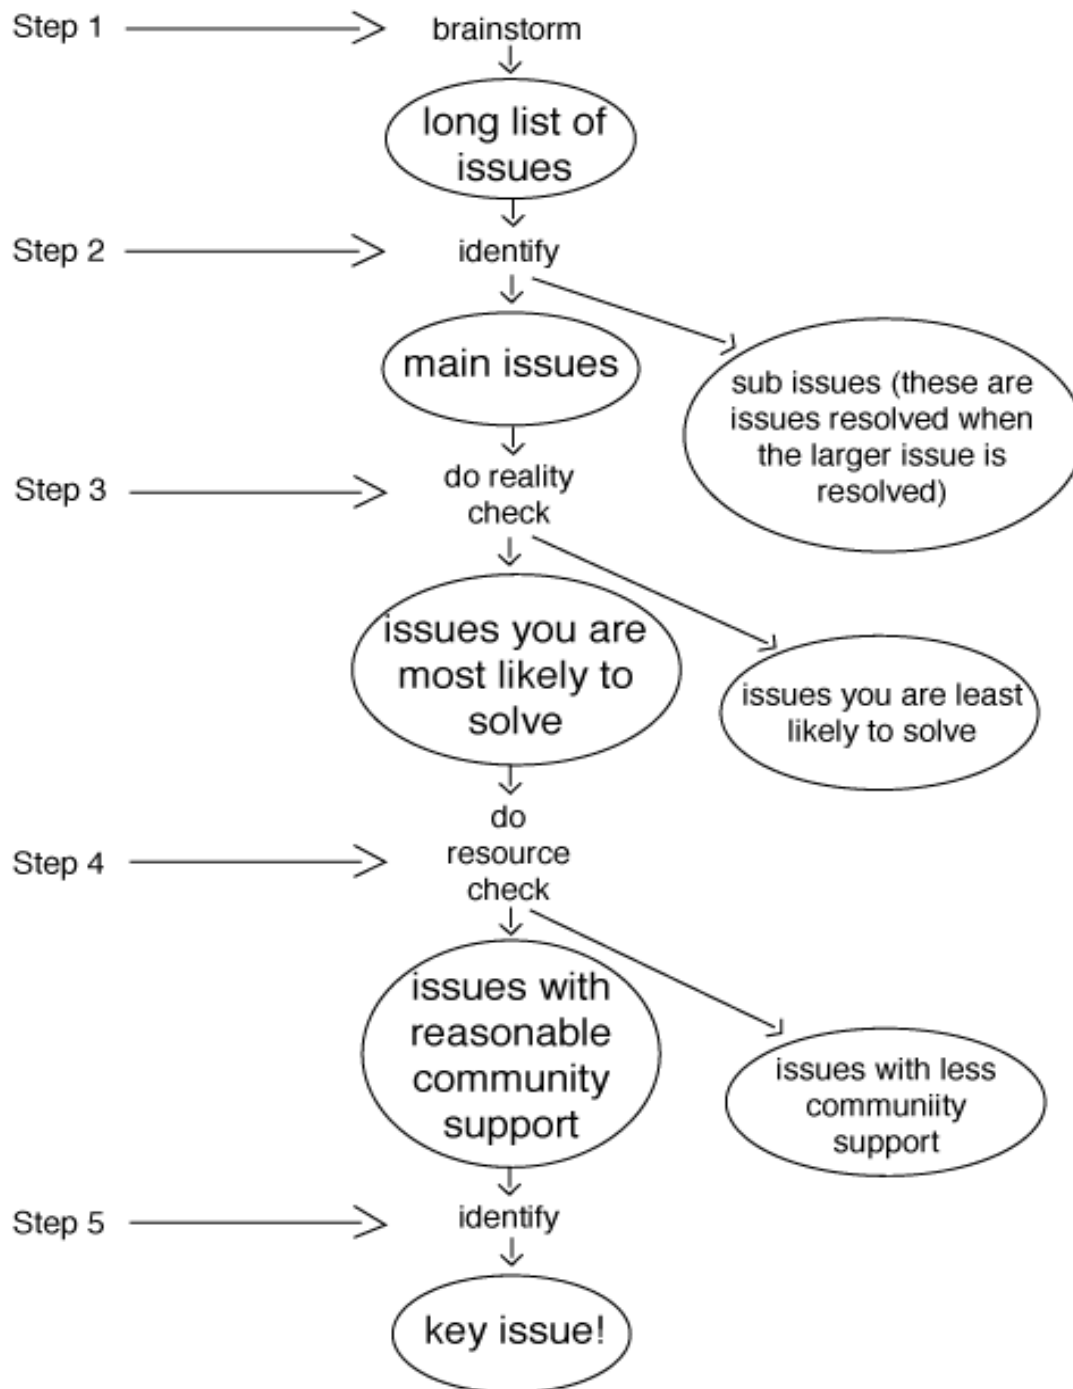 Step 1
brainstorm
long list of
issues
Step 2
identify
main issues
sub issues (these are
issues resolved when
the larger issue is
resolved)
Step 3
do reality
check
issues you are
most likely to
solve
issues you are least
likely to solve
Step 4
do
resource
check
issues with
reasonable
community
support
issues with less
communiity
support
Step 5
identify
key issue!